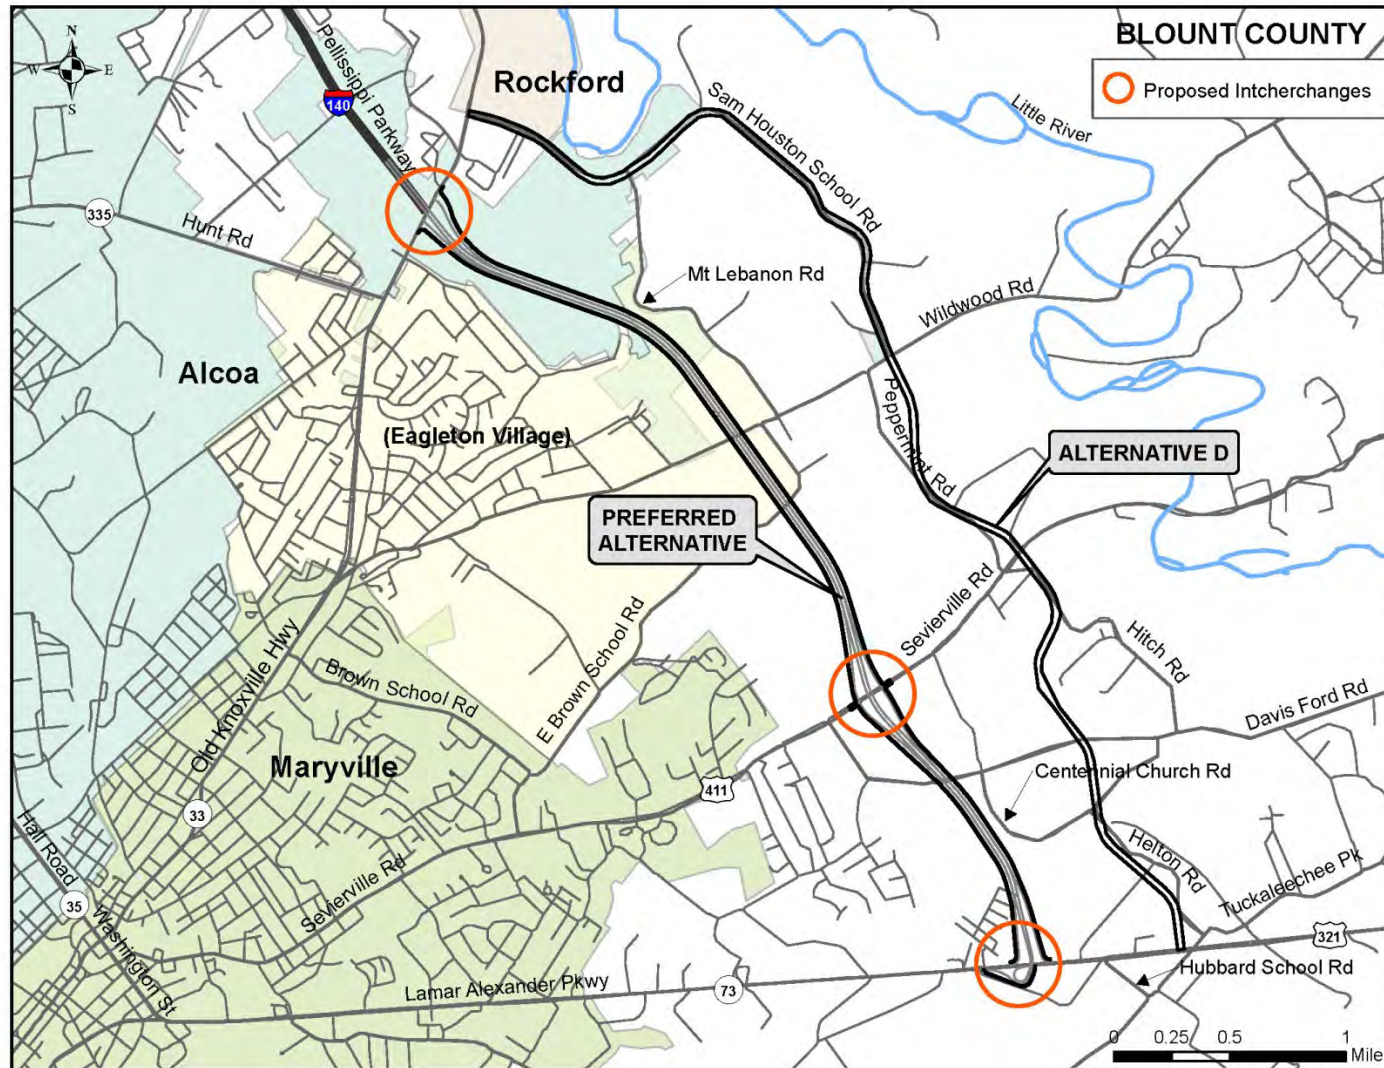 BLOUNT COUNTY
Proposed Intcherchanges
N
W
E
S
Pellissippi Parkway
140
Rockford
Sam Houston School Rd
Little River
335
Hunt Rd
Mt Lebanon Rd
Wildwood Rd
Alcoa
(Eagleton Village)
Peppermint Rd
ALTERNATIVE D
PREFERRED
ALTERNATIVE
Sevierville Rd
Hitch Rd
E Brown School Rd
Brown School Rd
Old Knoxville Hwy
Davis Ford Rd
Maryville
411
Centennial Church Rd
33
Hall Road
Helton Rd
Sevierville Rd
Tuckaleechee Pk
35
Washington St
321
Hubbard School Rd
Lamar Alexander Pkwy
73
0 0.25 0.5 1
Mile